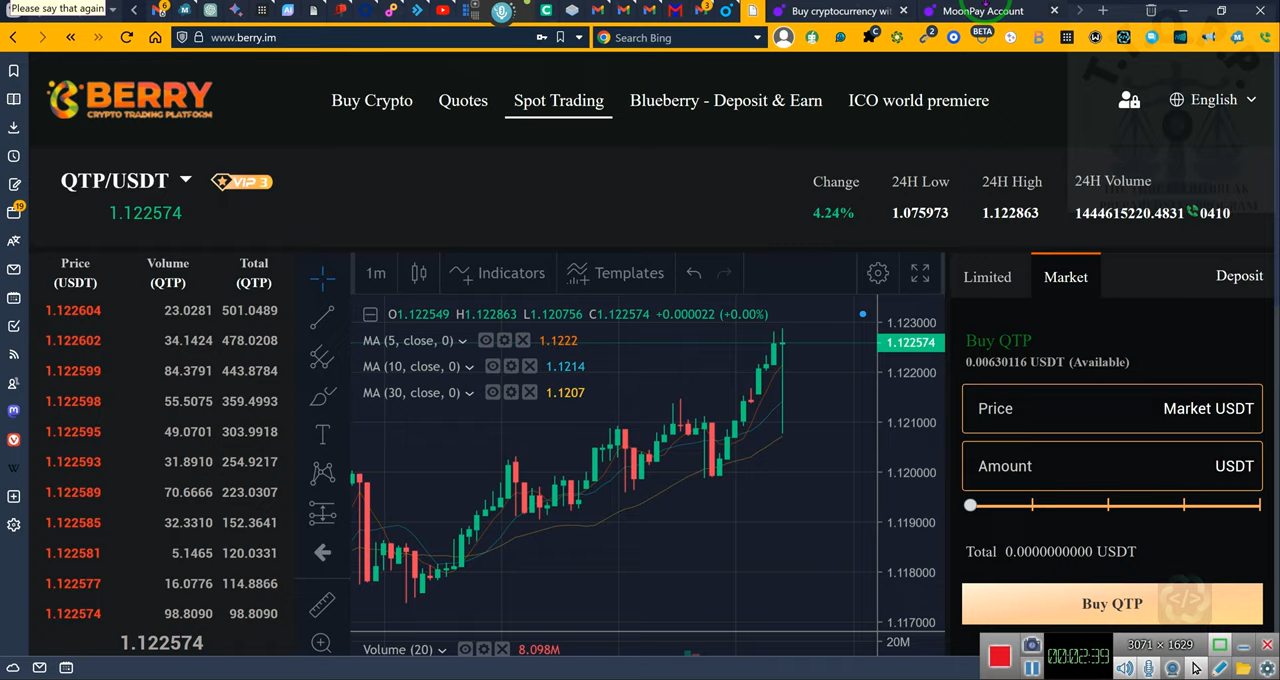 Please say that again
6
3
Buy cryptocurrency wit
MoonPay Account
www.berry.im
Search Bing
C
2
BETA
BERRY
CRYPTO TRADING PLATFORM
Buy Crypto
Quotes
Spot Trading
Blueberry - Deposit & Earn
ICO world premiere
English
QTP/USDT
VIP 3
1.122574
Change
24H Low
24H High
24H Volume
4.24%
1.075973
1.122863
1444615220.4831
0410
19
Price Volume Total
(USDT) (QTP) (QTP)
1.122604 23.0281 501.0489
1.122602 34.1424 478.0208
1.122599 84.3791 443.8784
1.122598 55.5075 359.4993
1.122595 49.0701 303.9918
1.122593 31.8910 254.9217
1.122589 70.6666 223.0307
1.122585 32.3310 152.3641
1.122581 5.1465 120.0331
1.122577 16.0776 114.8866
1.122574 98.8090 98.8090
1.122574
1m
Indicators
Templates
O1.122549 H1.122863 L1.120756 C1.122574 +0.000022 (+0.00%)
MA (5, close, 0) 1.1222
MA (10, close, 0) 1.1214
MA (30, close, 0) 1.1207
1.123000
1.122574
1.122000
1.121000
1.120000
1.119000
1.118000
1.117000
Volume (20) 8.098M
20M
Limited
Market
Deposit
Buy QTP
0.00630116 USDT (Available)
Price Market USDT
Amount USDT
Total 0.0000000000 USDT
Buy QTP
00:02:39
3071 × 1629